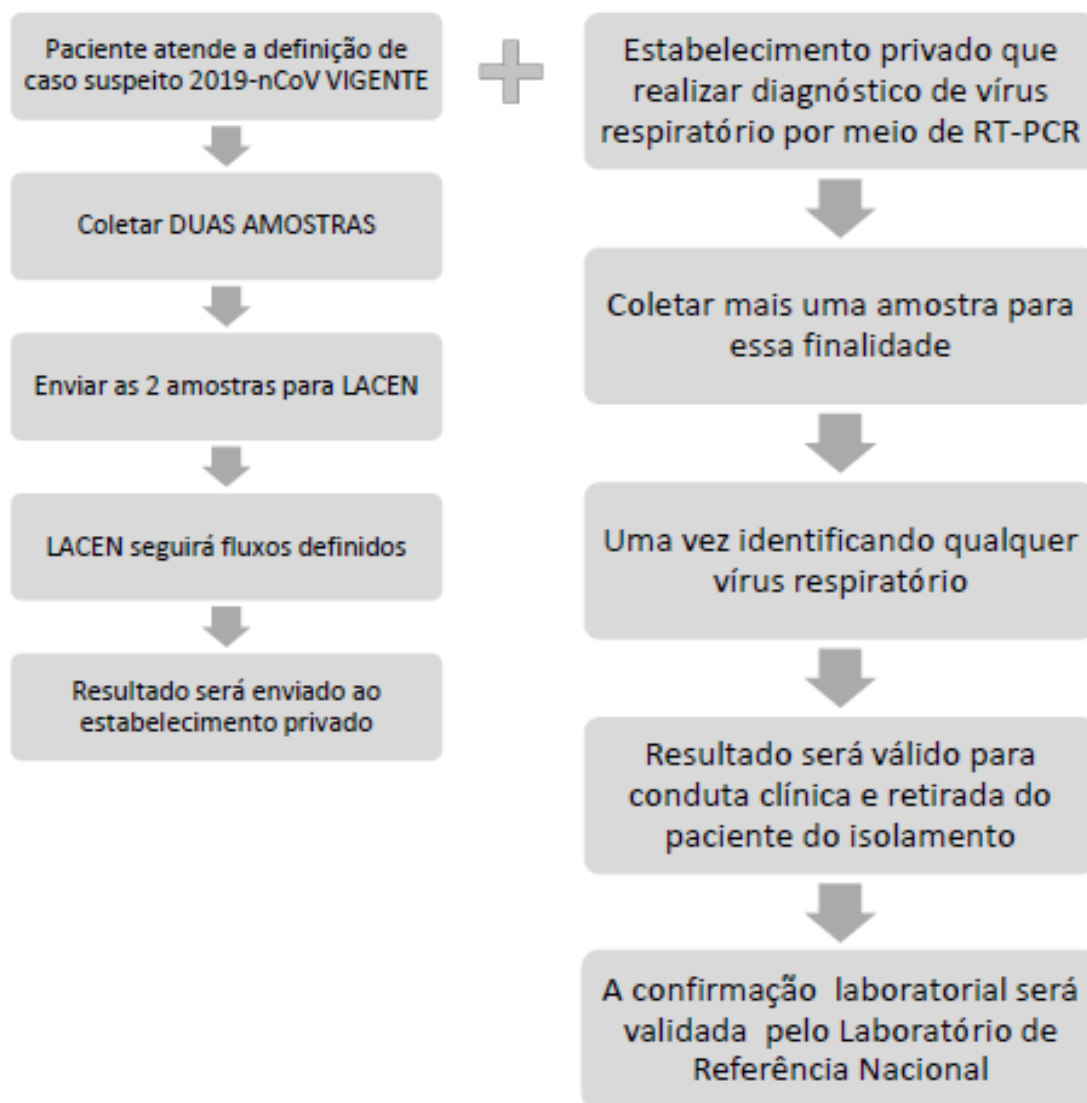 Paciente atende a definição de
caso suspeito 2019-nCoV VIGENTE
Coletar DUAS AMOSTRAS
Enviar as 2 amostras para LACEN
LACEN seguirá fluxos definidos
Resultado será enviado ao
estabelecimento privado
Estabelecimento privado que
realizar diagnóstico de vírus
respiratório por meio de RT-PCR
Coletar mais uma amostra para
essa finalidade
Uma vez identificando qualquer
vírus respiratório
Resultado será válido para
conduta clínica e retirada do
paciente do isolamento
A confirmação laboratorial será
validada pelo Laboratório de
Referência Nacional